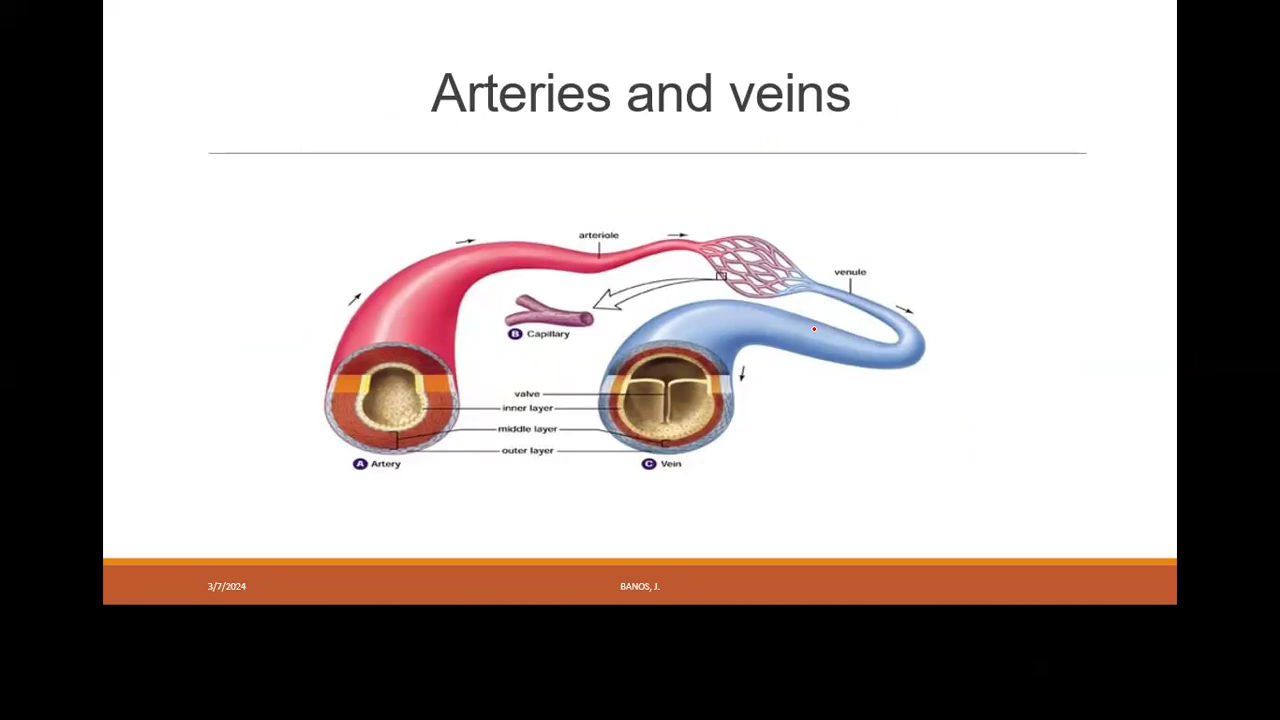 Arteries and veins
arteriole
venule
B Capillary
valve
inner layer
middle layer
outer layer
A Artery
C Vein
3/7/2024
BANOS, J.